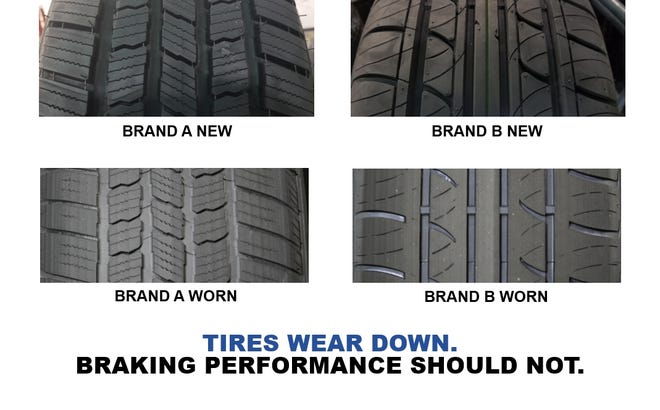 BRAND A NEW
BRAND B NEW
BRAND A WORN
BRAND B WORN
TIRES WEAR DOWN.
BRAKING PERFORMANCE SHOULD NOT.